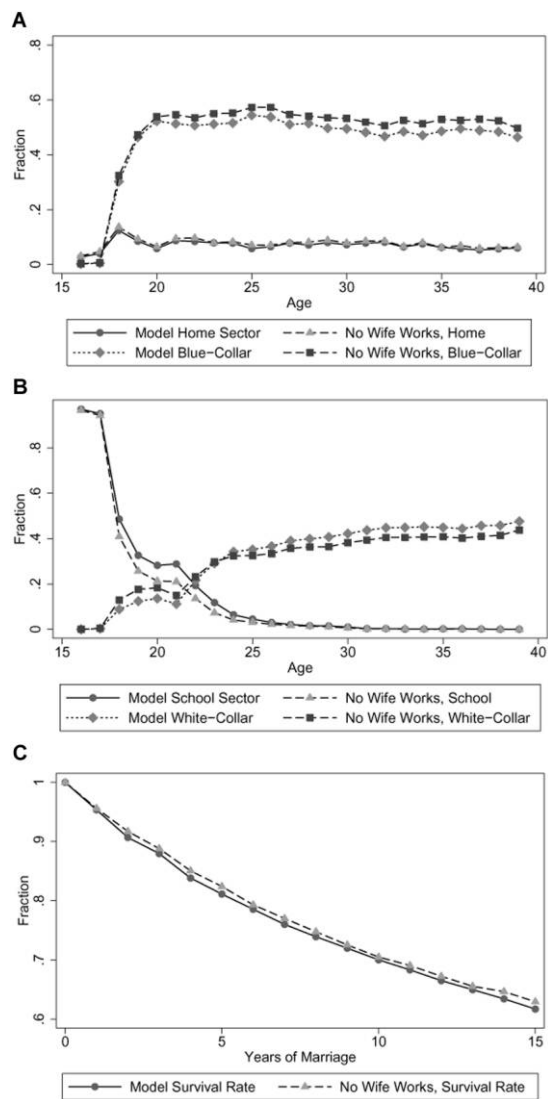 A
Fraction
.8
.6
.4
.2
0
15 20 25 30 35 40
Age
Model Home Sector No Wife Works, Home
Model Blue-Collar No Wife Works, Blue-Collar
B
Fraction
.8
.6
.4
.2
0
15 20 25 30 35 40
Age
Model School Sector No Wife Works, School
Model White-Collar No Wife Works, White-Collar
C
Fraction
1
.9
.8
.7
.6
0 5 10 15
Years of Marriage
Model Survival Rate No Wife Works, Survival Rate